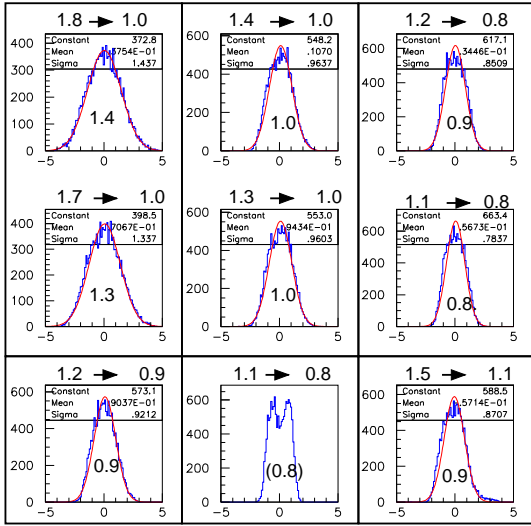 1.8 → 1.0
Constant 372.8
Mean .3754E-01
Sigma 1.437
400
300
200
100
0
1.4
-5 0 5
1.4 → 1.0
Constant 548.2
Mean .1070
Sigma .9637
600
400
200
0
1.0
-5 0 5
1.2 → 0.8
Constant 617.1
Mean .3446E-01
Sigma .8509
600
400
200
0
0.9
-5 0 5
1.7 → 1.0
Constant 398.5
Mean .7067E-01
Sigma 1.337
400
300
200
100
0
1.3
-5 0 5
1.3 → 1.0
Constant 553.0
Mean .9434E-01
Sigma .9603
600
400
200
0
1.0
-5 0 5
1.1 → 0.8
Constant 663.4
Mean .5673E-01
Sigma .7837
600
400
200
0
0.8
-5 0 5
1.2 → 0.9
Constant 573.1
Mean .9037E-01
Sigma .9212
600
400
200
0
0.9
-5 0 5
1.1 → 0.8
600
400
200
0
(0.8)
-5 0 5
1.5 → 1.1
Constant 588.5
Mean .5714E-01
Sigma .8707
600
400
200
0
0.9
-5 0 5